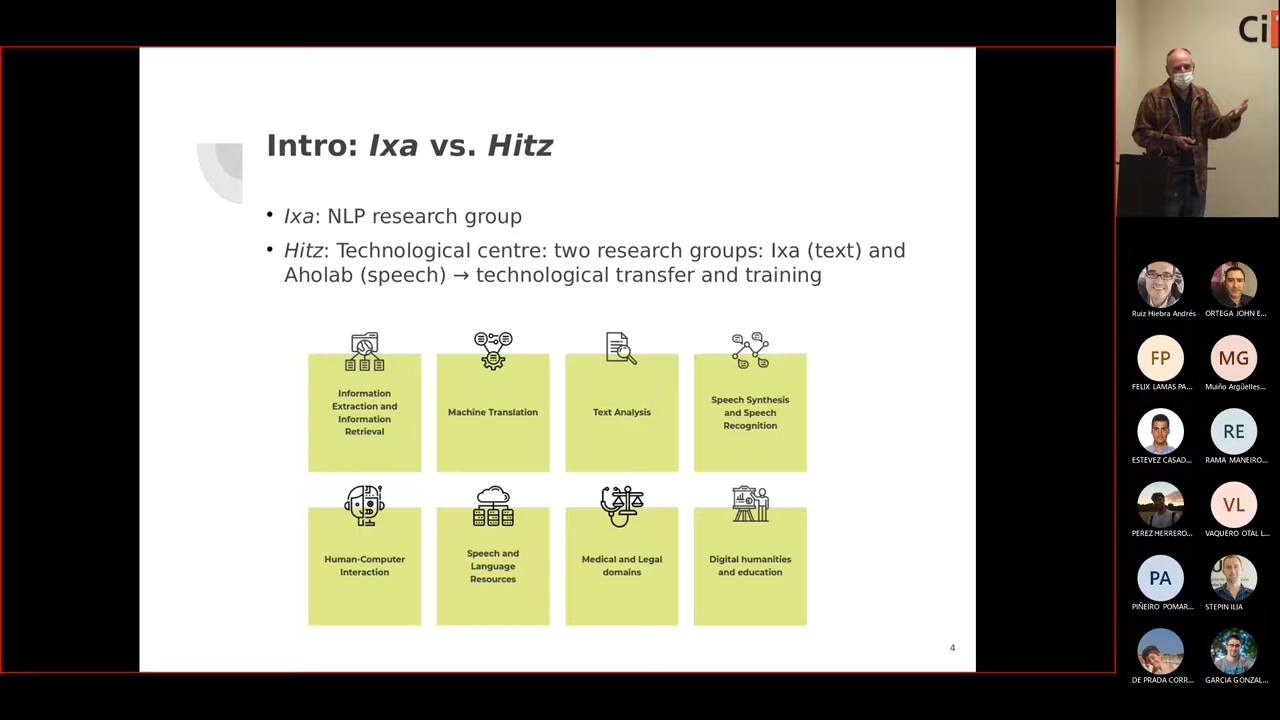 Ci
Intro: Ixa vs. Hitz
• Ixa: NLP research group
• Hitz: Technological centre: two research groups: Ixa (text) and
Aholab (speech) → technological transfer and training
Information
Extraction and
Information
Retrieval
Machine Translation
Text Analysis
Speech Synthesis
and Speech
Recognition
Human-Computer
Interaction
Speech and
Language
Resources
Medical and Legal
domains
Digital humanities
and education
4
Ruiz Hiebra Andrés
ORTEGA JOHN E...
FP
FELIX LAMAS PA...
MG
Muiño Argüelles...
ESTEVEZ CASAD...
RE
RAMA MANEIRO...
PEREZ HERRERO...
VL
VAQUERO OTAL L...
PA
PIÑEIRO POMAR...
STEPIN ILIA
DE PRADA CORR...
GARCIA GONZAL...